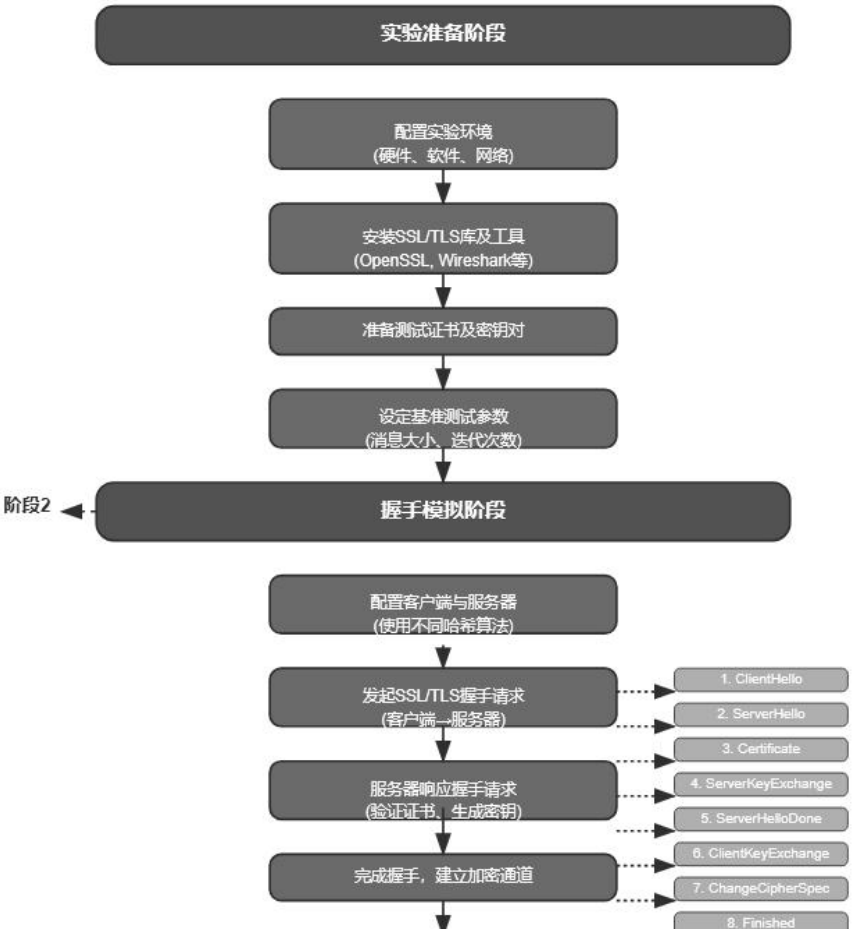 实验准备阶段
配置实验环境
(硬件、软件、网络)
安装SSL/TLS库及工具
(OpenSSL, Wireshark等)
准备测试证书及密钥对
设定基准测试参数
(消息大小、迭代次数)
阶段2
握手模拟阶段
配置客户端与服务器
(使用不同哈希算法)
发起SSL/TLS握手请求
(客户端→服务器)
服务器响应握手请求
(验证证书、生成密钥)
完成握手，建立加密通道
1. ClientHello
2. ServerHello
3. Certificate
4. ServerKeyExchange
5. ServerHelloDone
6. ClientKeyExchange
7. ChangeCipherSpec
8. Finished